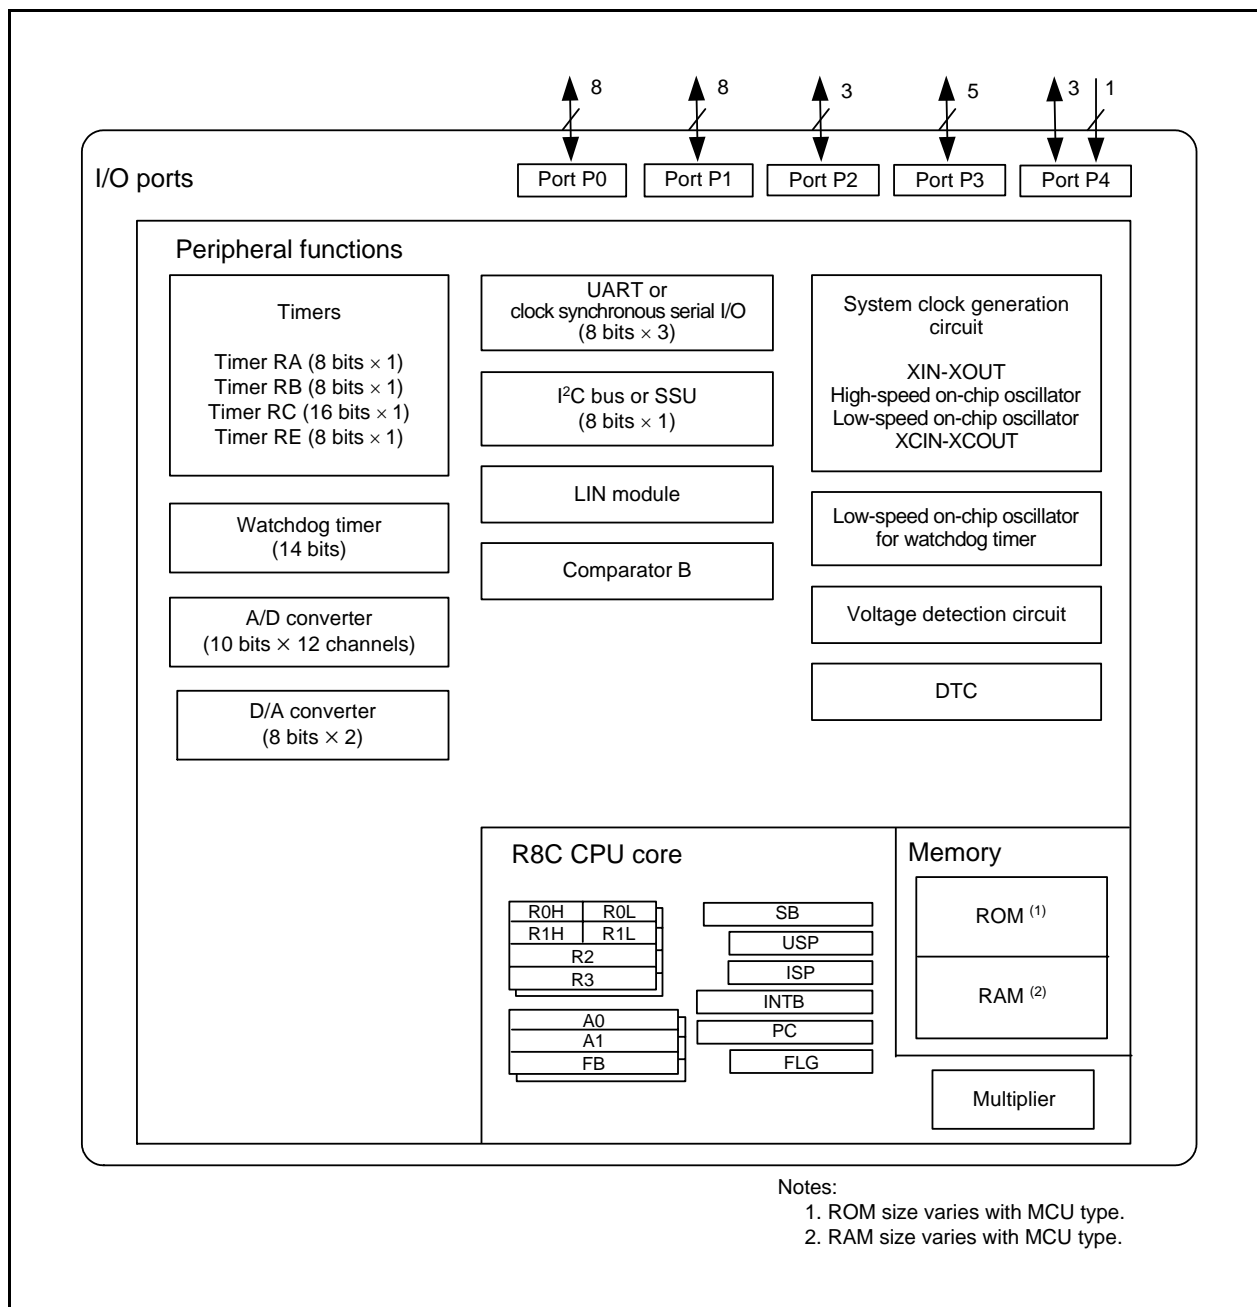 8
8
3
5
3
1
I/O ports
Port P0
Port P1
Port P2
Port P3
Port P4
Peripheral functions
Timers
Timer RA (8 bits × 1)
Timer RB (8 bits × 1)
Timer RC (16 bits × 1)
Timer RE (8 bits × 1)
Watchdog timer
(14 bits)
A/D converter
(10 bits × 12 channels)
D/A converter
(8 bits × 2)
UART or
clock synchronous serial I/O
(8 bits × 3)
I²C bus or SSU
(8 bits × 1)
LIN module
Comparator B
System clock generation
circuit
XIN-XOUT
High-speed on-chip oscillator
Low-speed on-chip oscillator
XCIN-XCOUT
Low-speed on-chip oscillator
for watchdog timer
Voltage detection circuit
DTC
R8C CPU core
R0H
R0L
R1H
R1L
R2
R3
A0
A1
FB
SB
USP
ISP
INTB
PC
FLG
Memory
ROM (1)
RAM (2)
Multiplier
Notes:
1. ROM size varies with MCU type.
2. RAM size varies with MCU type.